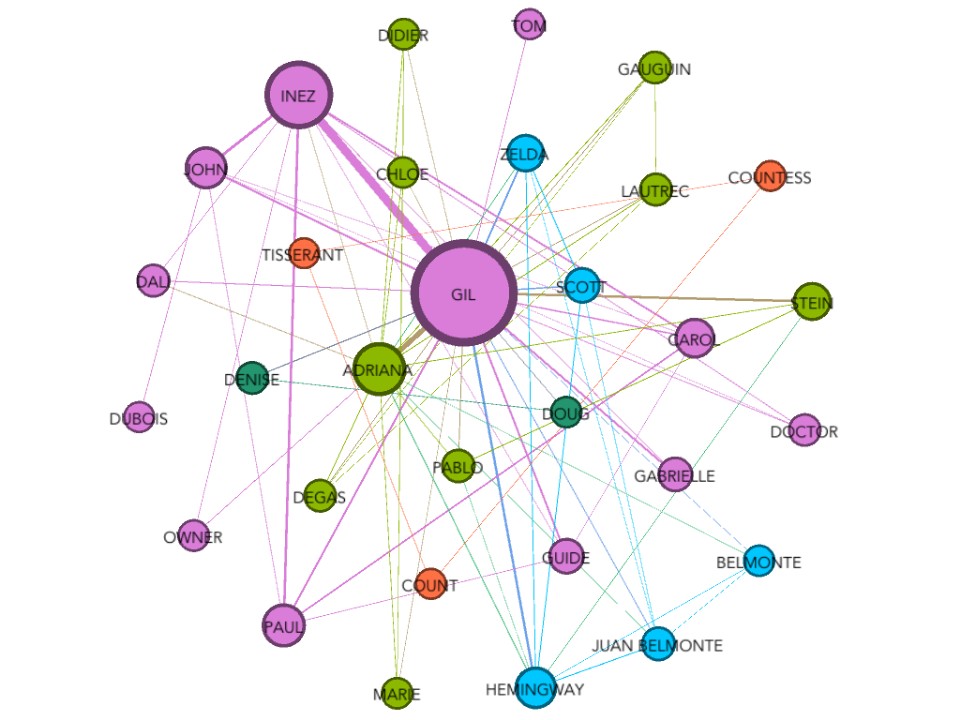 TOM
DIDIER
GAUGUIN
INEZ
ZELDA
JOHN
CHLOE
COUNTESS
LAUTREC
TISSERANT
DALI
SCOTT
GIL
STEIN
CAROL
ADRIANA
DENISE
DOUG
DUBOIS
DOCTOR
PABLO
GABRIELLE
DEGAS
OWNER
GUIDE
BELMONTE
COUNT
PAUL
JUAN BELMONTE
HEMINGWAY
MARIE